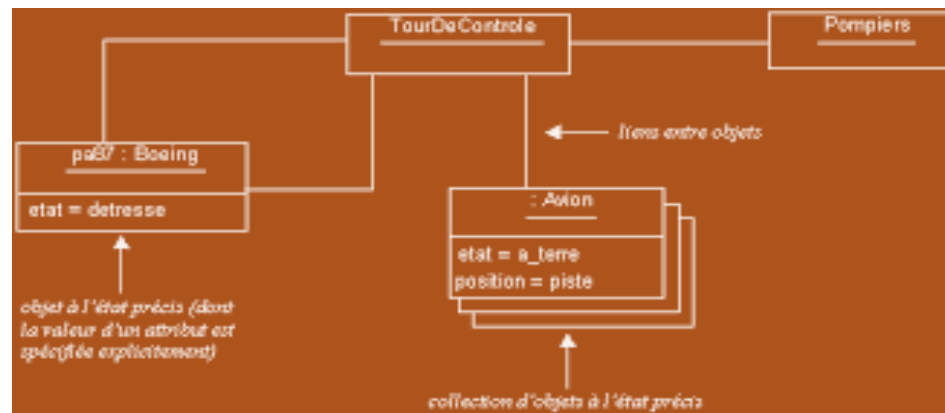 TourDeControle
Pompiers
liens entre objets
pa87 : Boeing
etat = detresse
: Avion
etat = a_terre
position = piste
objet à l'état précis (dont
la valeur d'un attribut est
spécifiée explicitement)
collection d'objets à l'état précis